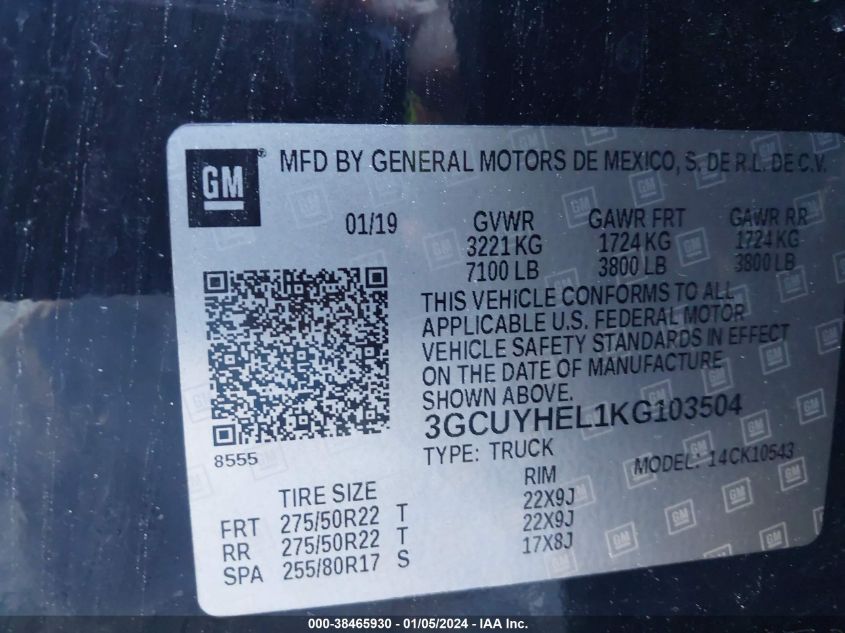 GM® MFD BY GENERAL MOTORS DE MEXICO, S. DE R.L. DE C.V.
01/19 GVWR GAWR FRT GAWR RR
3221 KG 1724 KG 1724 KG
7100 LB 3800 LB 3800 LB
THIS VEHICLE CONFORMS TO ALL
APPLICABLE U.S. FEDERAL MOTOR
VEHICLE SAFETY STANDARDS IN EFFECT
ON THE DATE OF MANUFACTURE
SHOWN ABOVE.
3GCUYHEL1KG103504
8555 TYPE: TRUCK MODEL: 14CK10543
TIRE SIZE RIM
FRT 275/50R22 T 22X9J
RR 275/50R22 T 22X9J
SPA 255/80R17 S 17X8J
000-38465930 - 01/05/2024 - IAA Inc.